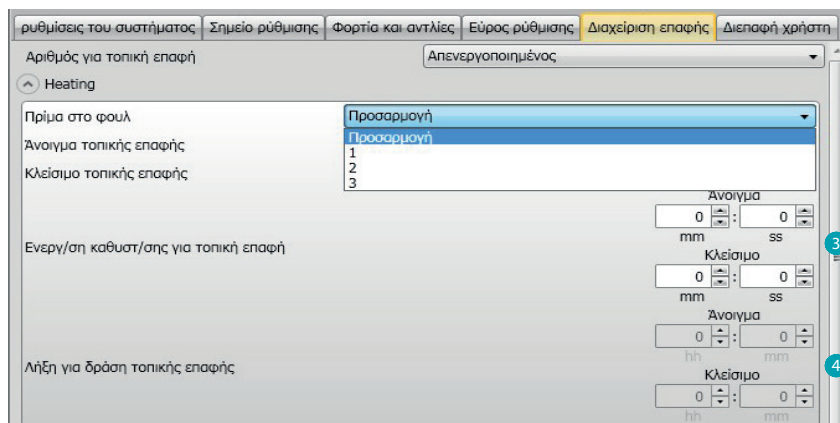 ρυθμίσεις του συστήματος Σημείο ρύθμισης Φορτία και αντλίες Εύρος ρύθμισης Διαχείριση επαφής Διεπαφή χρήστη
Αριθμός για τοπική επαφή Απενεργοποιημένος
Heating
Πρίμα στο φουλ Προσαρμογή
Προσαρμογή
Άνοιγμα τοπικής επαφής 1
2
Κλείσιμο τοπικής επαφής 3
Άνοιγμα
0 : 0
mm ss
3
Ενεργ/ση καθυστ/σης για τοπική επαφή
Κλείσιμο
0 : 0
mm ss
Άνοιγμα
0 : 0
hh mm
4
Λήξη για δράση τοπικής επαφής
Κλείσιμο
0 : 0
hh mm